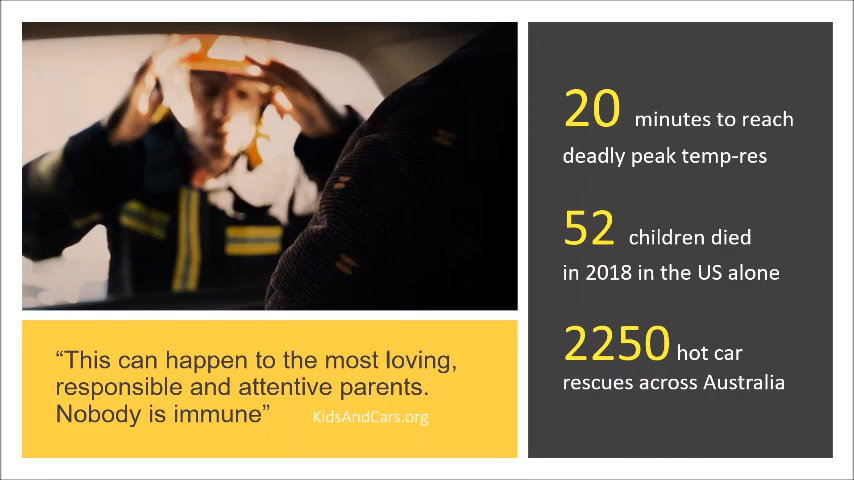 20 minutes to reach
deadly peak temp-res
52 children died
in 2018 in the US alone
2250 hot car
rescues across Australia
“This can happen to the most loving,
responsible and attentive parents.
Nobody is immune” KidsAndCars.org